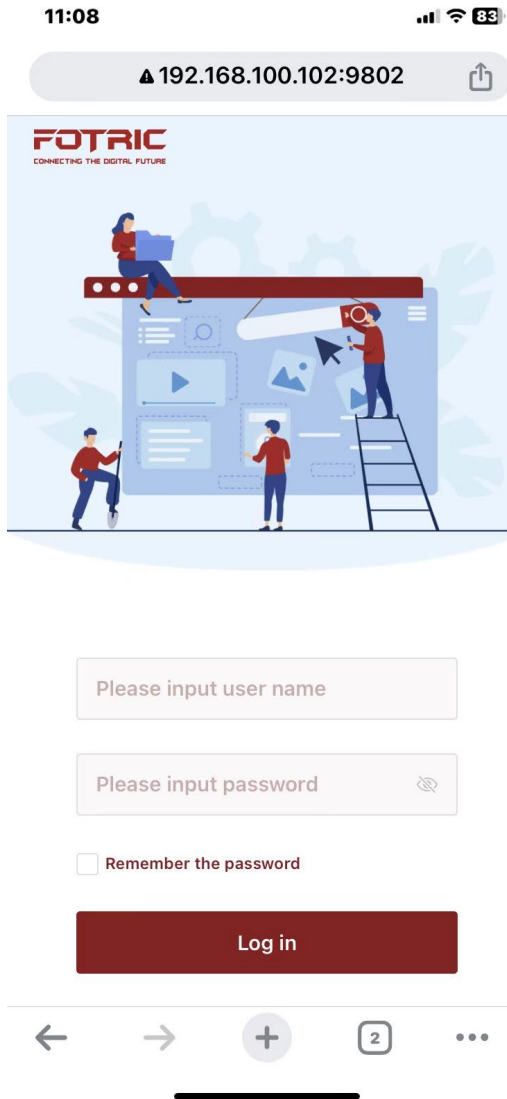 11:08
83
192.168.100.102:9802
FOTRIC
CONNECTING THE DIGITAL FUTURE
Please input user name
Please input password
Remember the password
Log in
2